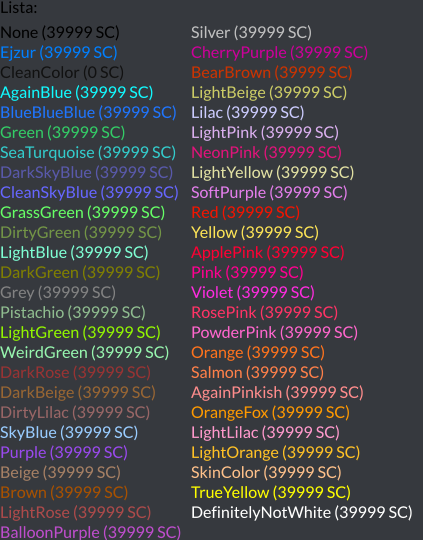 Lista:
None (39999 SC)
Ejzur (39999 SC)
CleanColor (0 SC)
AgainBlue (39999 SC)
BlueBlueBlue (39999 SC)
Green (39999 SC)
SeaTurquoise (39999 SC)
DarkSkyBlue (39999 SC)
CleanSkyBlue (39999 SC)
GrassGreen (39999 SC)
DirtyGreen (39999 SC)
LightBlue (39999 SC)
DarkGreen (39999 SC)
Grey (39999 SC)
Pistachio (39999 SC)
LightGreen (39999 SC)
WeirdGreen (39999 SC)
DarkRose (39999 SC)
DarkBeige (39999 SC)
DirtyLilac (39999 SC)
SkyBlue (39999 SC)
Purple (39999 SC)
Beige (39999 SC)
Brown (39999 SC)
LightRose (39999 SC)
BalloonPurple (39999 SC)
Silver (39999 SC)
CherryPurple (39999 SC)
BearBrown (39999 SC)
LightBeige (39999 SC)
Lilac (39999 SC)
LightPink (39999 SC)
NeonPink (39999 SC)
LightYellow (39999 SC)
SoftPurple (39999 SC)
Red (39999 SC)
Yellow (39999 SC)
ApplePink (39999 SC)
Pink (39999 SC)
Violet (39999 SC)
RosePink (39999 SC)
PowderPink (39999 SC)
Orange (39999 SC)
Salmon (39999 SC)
AgainPinkish (39999 SC)
OrangeFox (39999 SC)
LightLilac (39999 SC)
LightOrange (39999 SC)
SkinColor (39999 SC)
TrueYellow (39999 SC)
DefinitelyNotWhite (39999 SC)